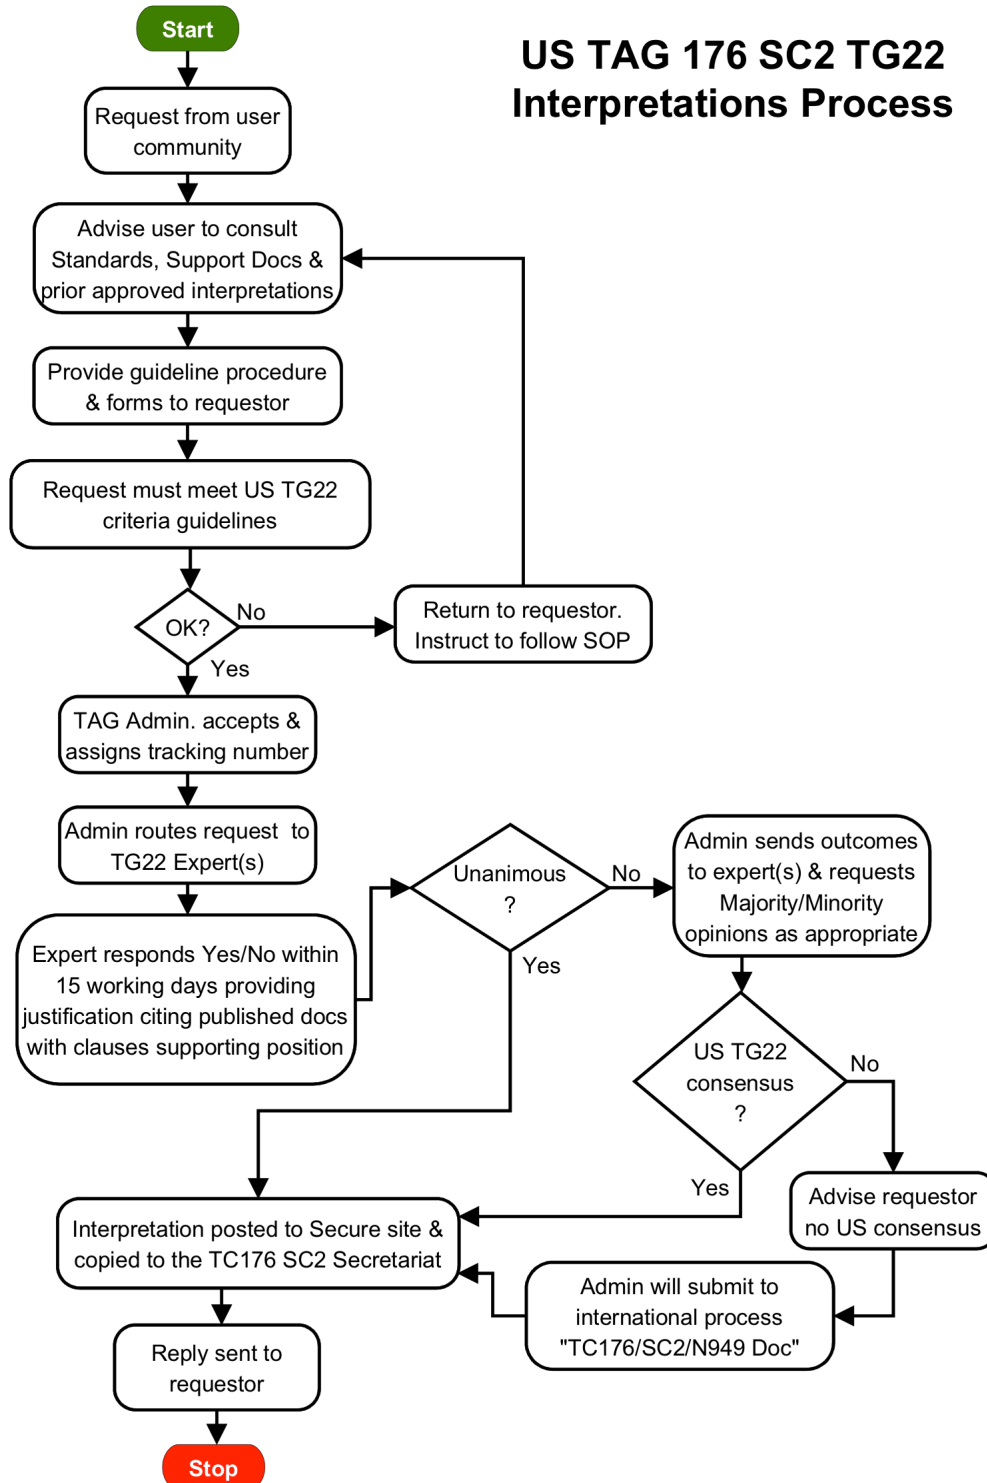 Start
US TAG 176 SC2 TG22
Interpretations Process
Request from user
community
Advise user to consult
Standards, Support Docs &
prior approved interpretations
Provide guideline procedure
& forms to requestor
Request must meet US TG22
criteria guidelines
OK?
No
Return to requestor.
Instruct to follow SOP
Yes
TAG Admin. accepts &
assigns tracking number
Admin routes request to
TG22 Expert(s)
Expert responds Yes/No within
15 working days providing
justification citing published docs
with clauses supporting position
Unanimous
?
No
Yes
Admin sends outcomes
to expert(s) & requests
Majority/Minority
opinions as appropriate
US TG22
consensus
?
No
Yes
Advise requestor
no US consensus
Admin will submit to
international process
"TC176/SC2/N949 Doc"
Interpretation posted to Secure site &
copied to the TC176 SC2 Secretariat
Reply sent to
requestor
Stop